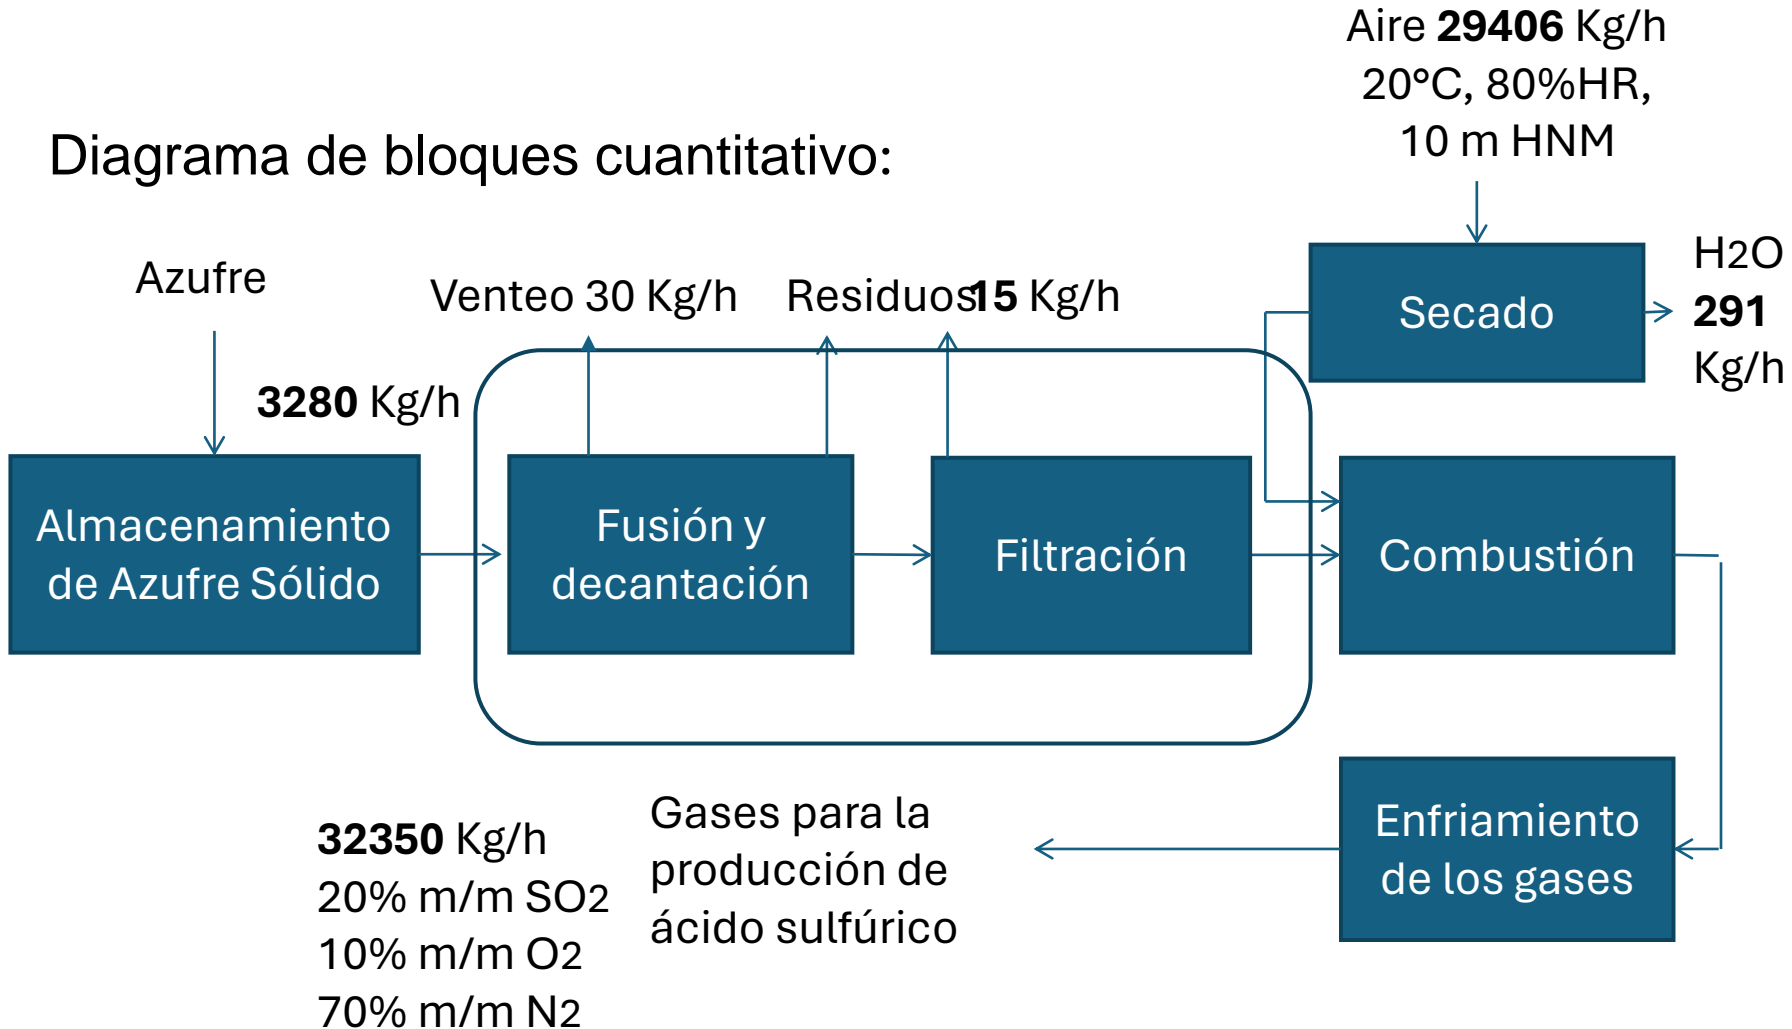 Aire 29406 Kg/h
20°C, 80%HR,
10 m HNM
Diagrama de bloques cuantitativo:
Azufre
3280 Kg/h
Venteo 30 Kg/h
Residuos15 Kg/h
Secado
H2O
291
Kg/h
Almacenamiento
de Azufre Sólido
Fusión y
decantación
Filtración
Combustión
Enfriamiento
de los gases
Gases para la
producción de
ácido sulfúrico
32350 Kg/h
20% m/m SO2
10% m/m O2
70% m/m N2